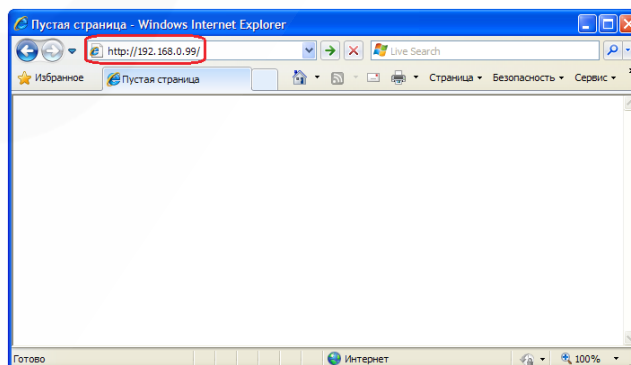 Пустая страница - Windows Internet Explorer
http://192.168.0.99/
Live Search
Избранное
Пустая страница
Страница
Безопасность
Сервис
Готово
Интернет
100%